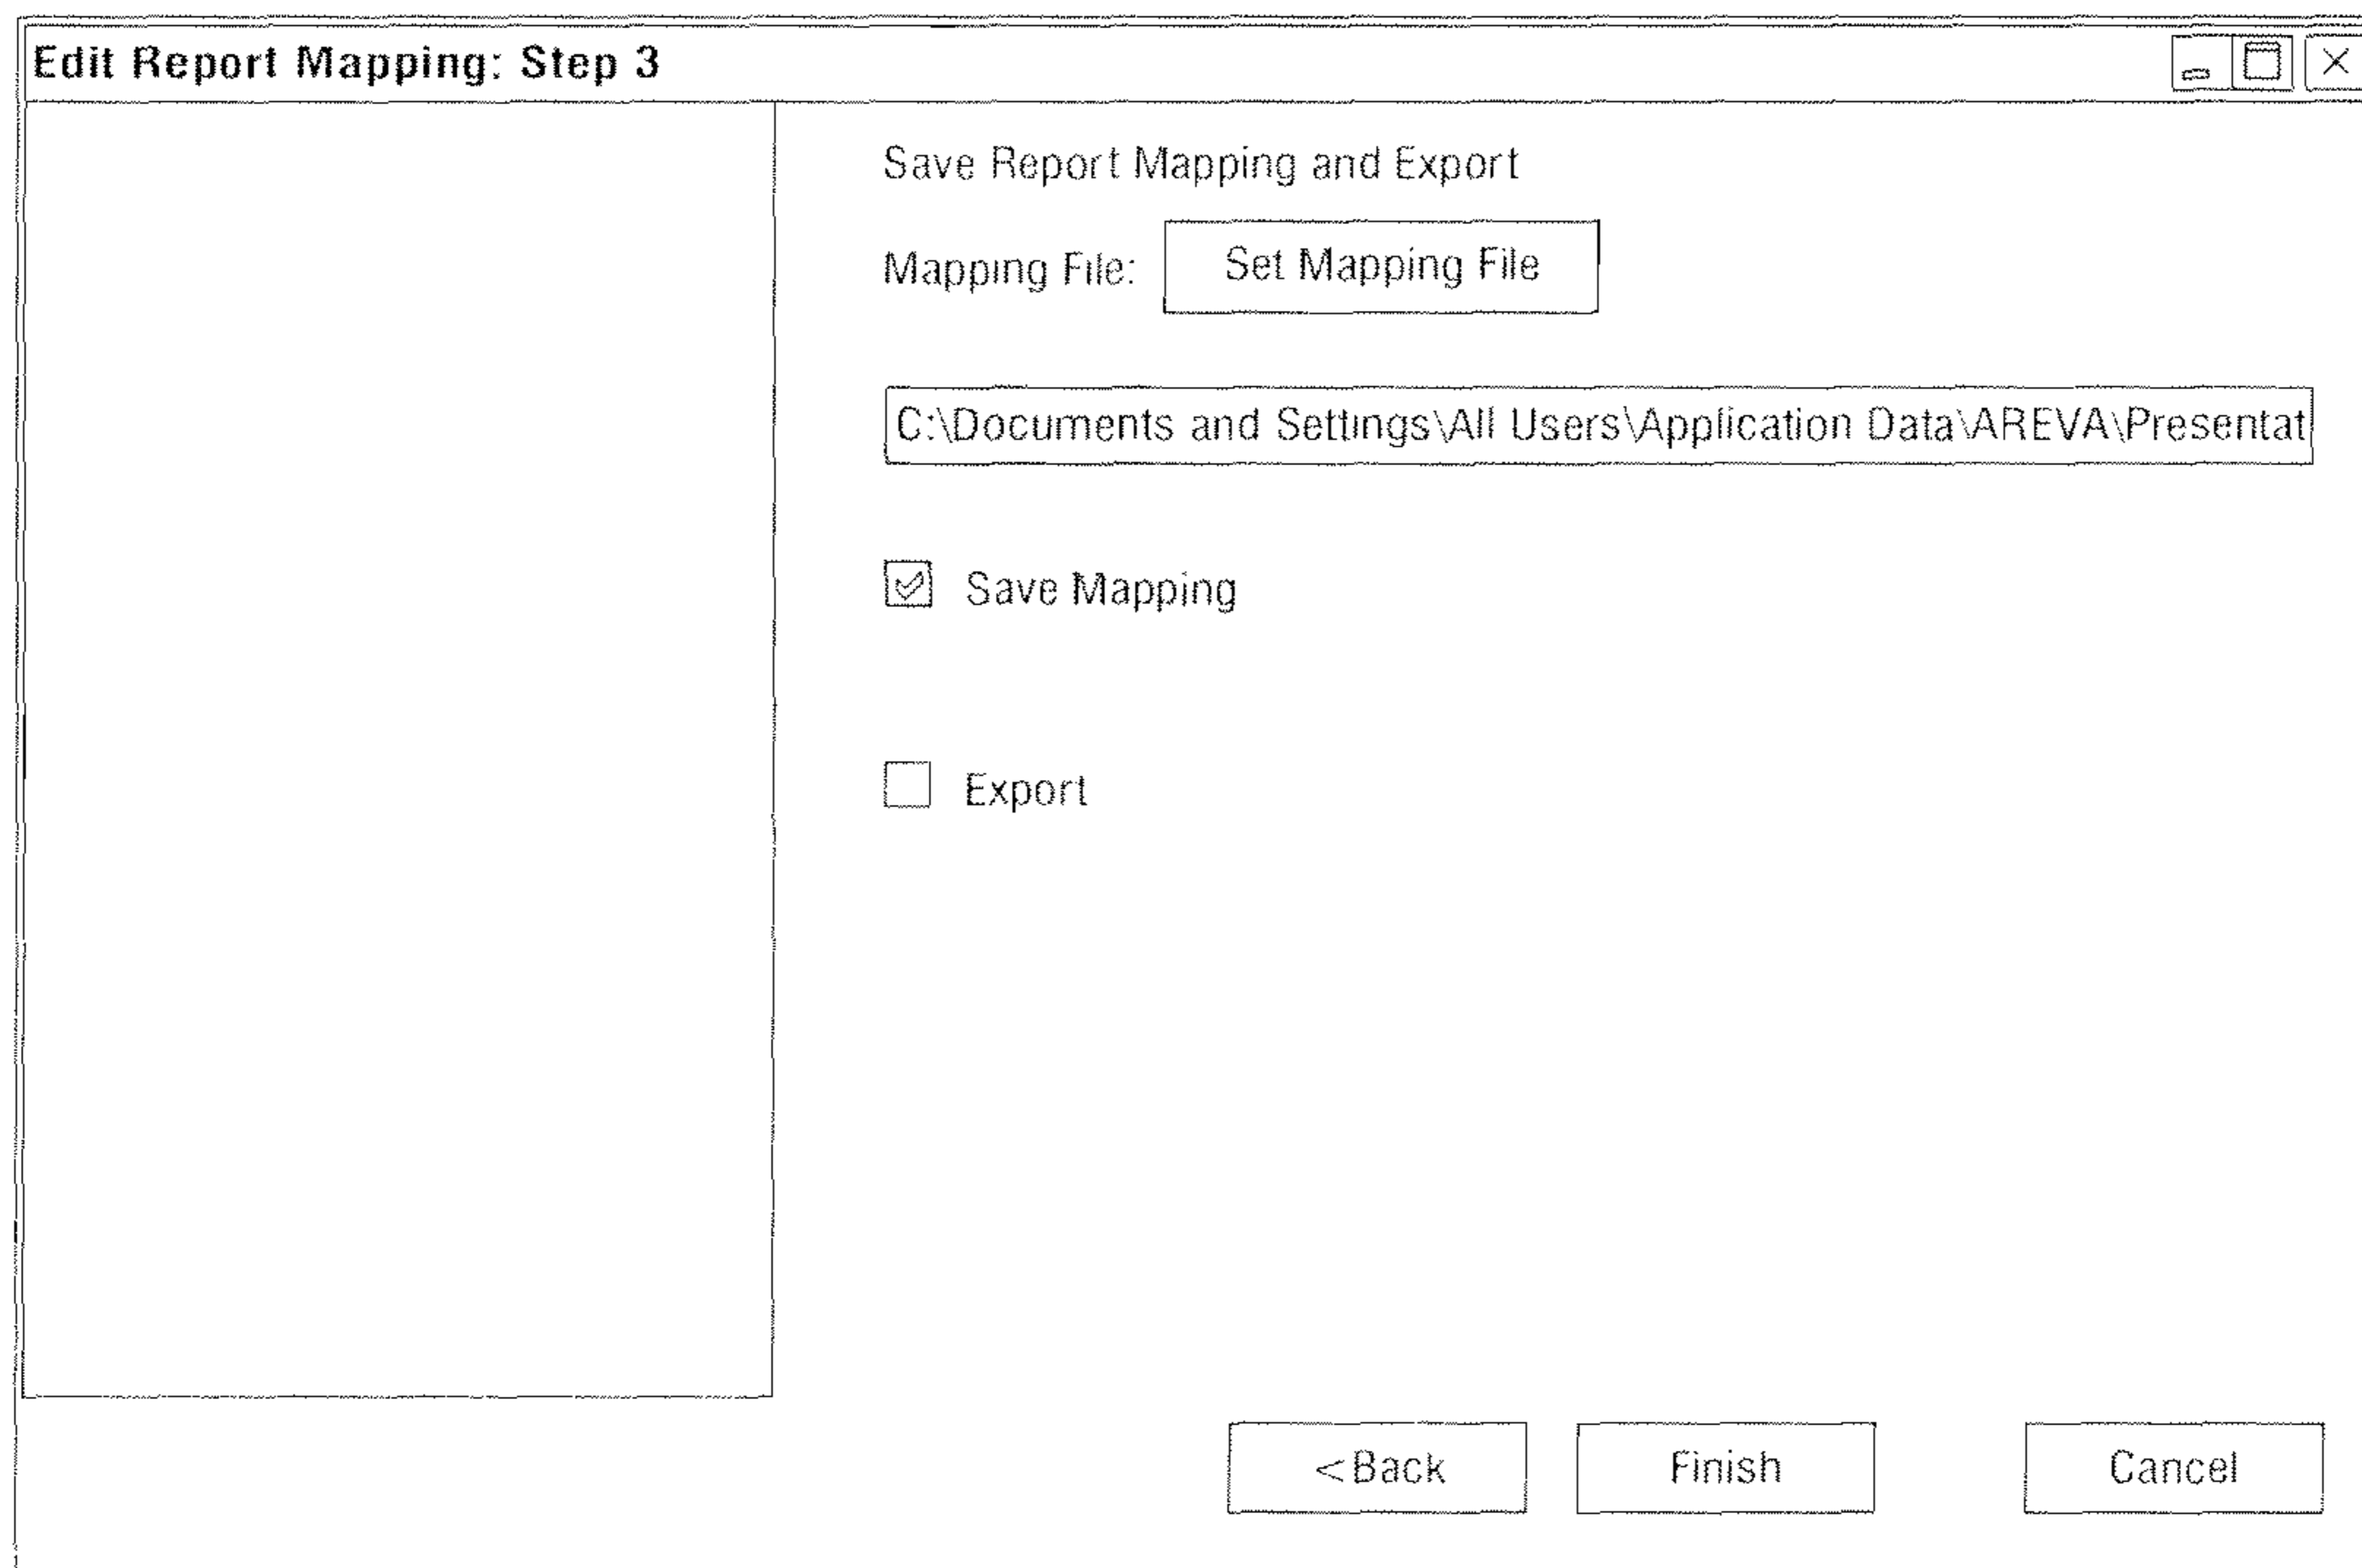 Edit Report Mapping: Step 3
Save Report Mapping and Export
Mapping File: Set Mapping File
C:\Documents and Settings\All Users\Application Data\AREVA\Presentat
Save Mapping
Export
<Back Finish Cancel